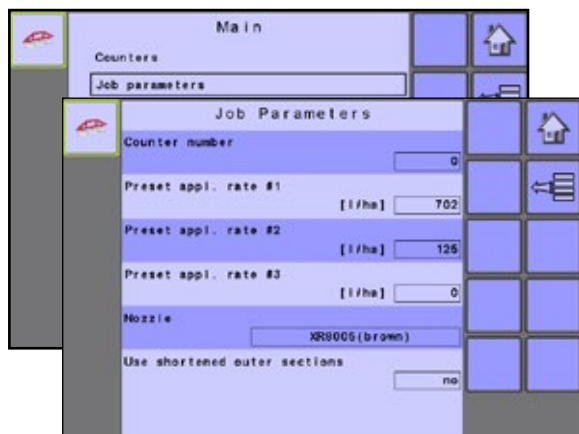 Main
Counters
Job parameters
Job Parameters
Counter number
0
Preset appl. rate #1
[l/ha] 702
Preset appl. rate #2
[l/ha] 125
Preset appl. rate #3
[l/ha] 0
Nozzle
XR8005(brown)
Use shortened outer sections
no